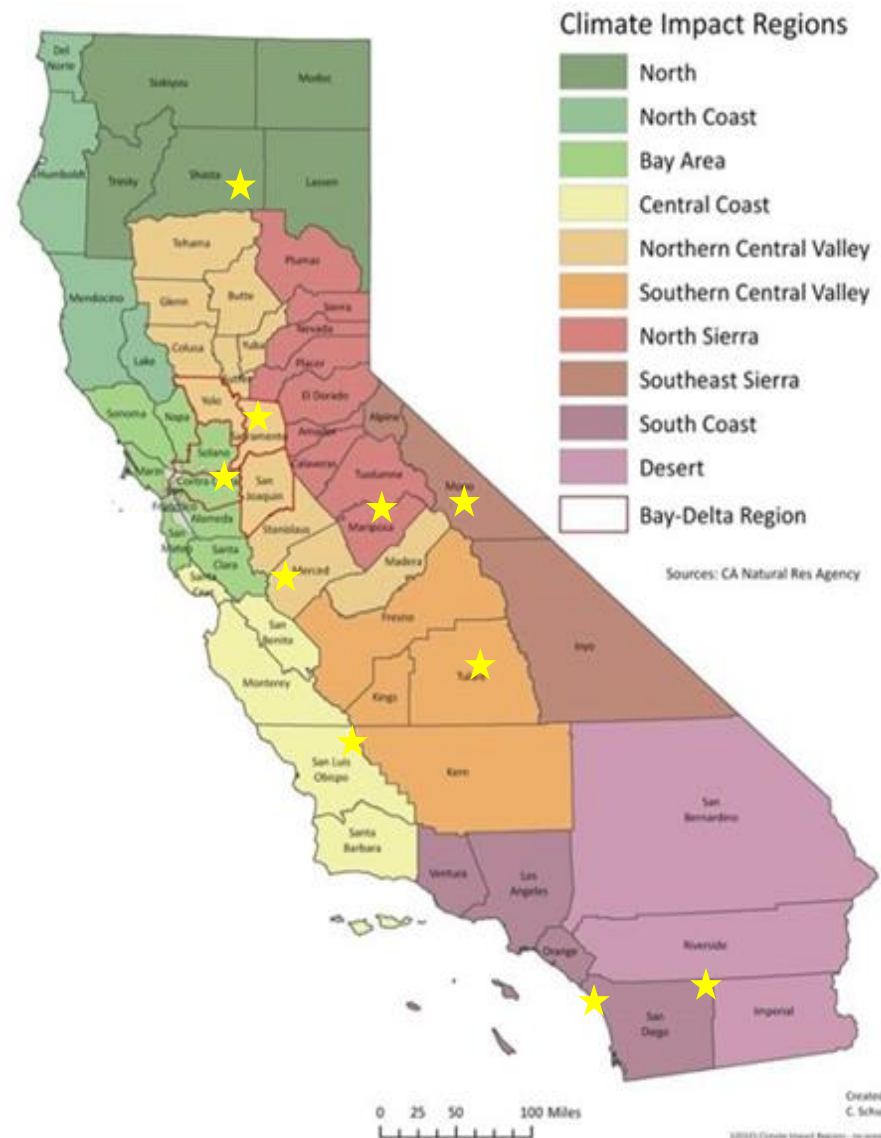 Climate Impact Regions
North
North Coast
Bay Area
Central Coast
Northern Central Valley
Southern Central Valley
North Sierra
Southeast Sierra
South Coast
Desert
Bay-Delta Region
Sources: CA Natural Res Agency
Del
Norte
Siskiyou
Modoc
Humboldt
Trinity
Shasta
Lassen
Tehama
Plumas
Mendocino
Glenn
Butte
Sierra
Nevada
Colusa
Yuba
Placer
Lake
El Dorado
Yolo
Sonoma
Napa
Alpine
Sacramento
Amador
Solano
Calaveras
Marin
Contra
San
Joaquin
Tuolumne
Mono
Alameda
Stanislaus
Mariposa
San
Mateo
Santa
Clara
Santa
Cruz
Merced
Madera
Fresno
San
Benito
Inyo
Monterey
Kings
San Luis
Obispo
Kern
San
Bernardino
Santa
Barbara
Ventura
Los
Angeles
Orange
Riverside
San
Diego
Imperial
0 25 50 100 Miles
Created
C. Schu